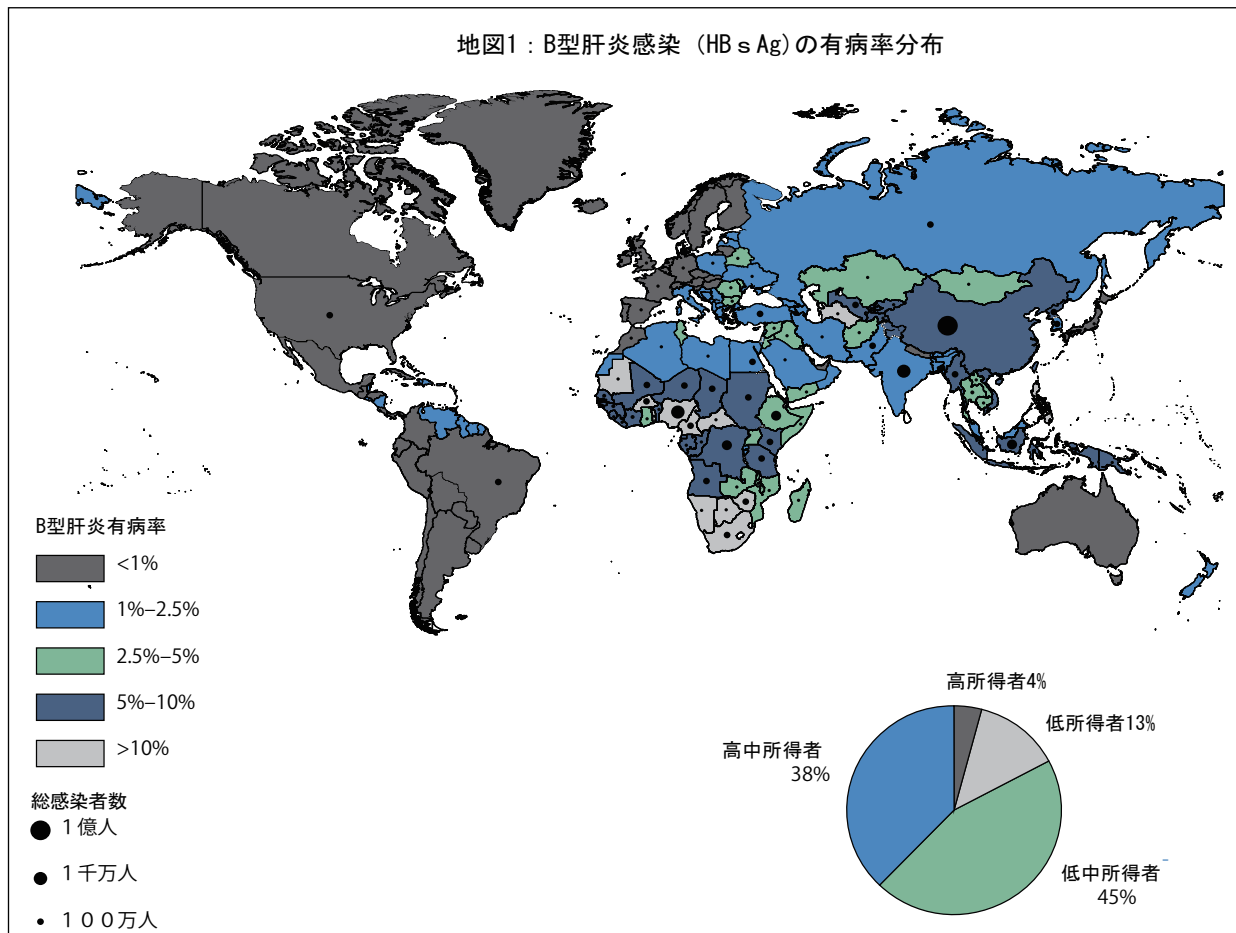 地図1：B型肝炎感染 (HBｓAg)の有病率分布
B型肝炎有病率
<1%
1%–2.5%
2.5%–5%
5%–10%
>10%
総感染者数
１億人
１千万人
１００万人
高所得者4%
低所得者13%
高中所得者
38%
低中所得者
45%